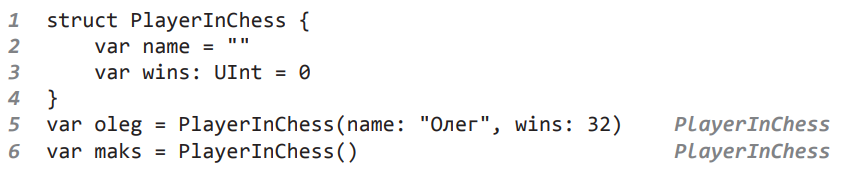 1 struct PlayerInChess {
2     var name = ""
3     var wins: UInt = 0
4 }
5 var oleg = PlayerInChess(name: "Олег", wins: 32) PlayerInChess
6 var maks = PlayerInChess() PlayerInChess